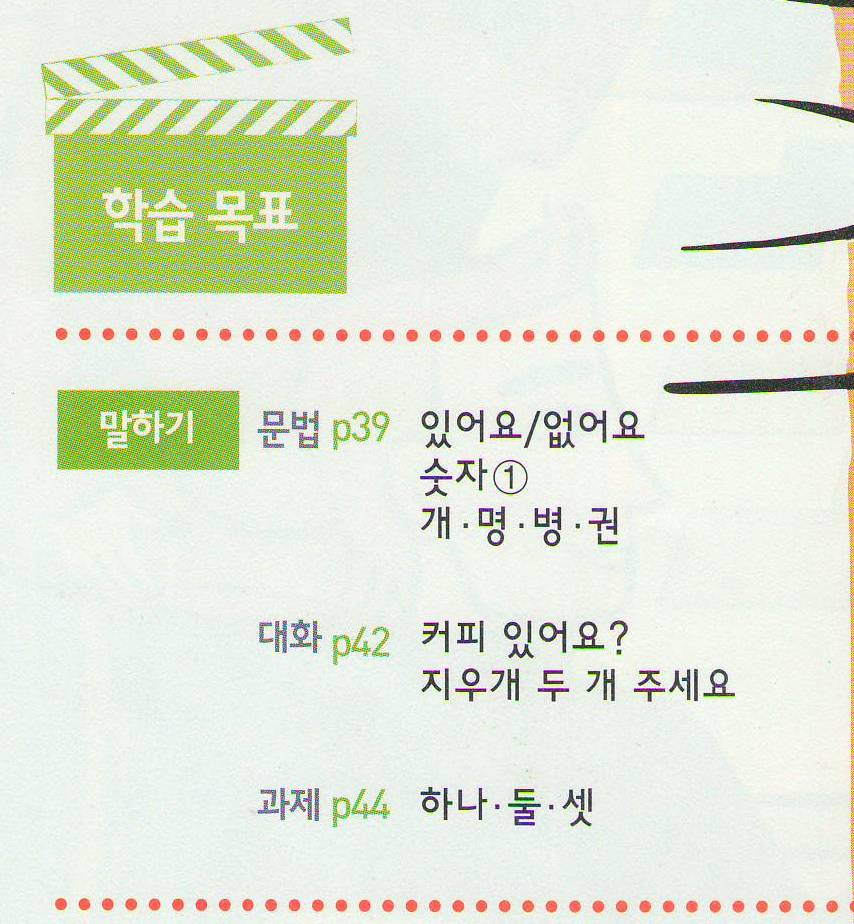 학습 목표
말하기 문법 p39 있어요/없어요
숫자①
개·명·병·권
대화 p42 커피 있어요?
지우개 두 개 주세요
과제 p44 하나·둘·셋